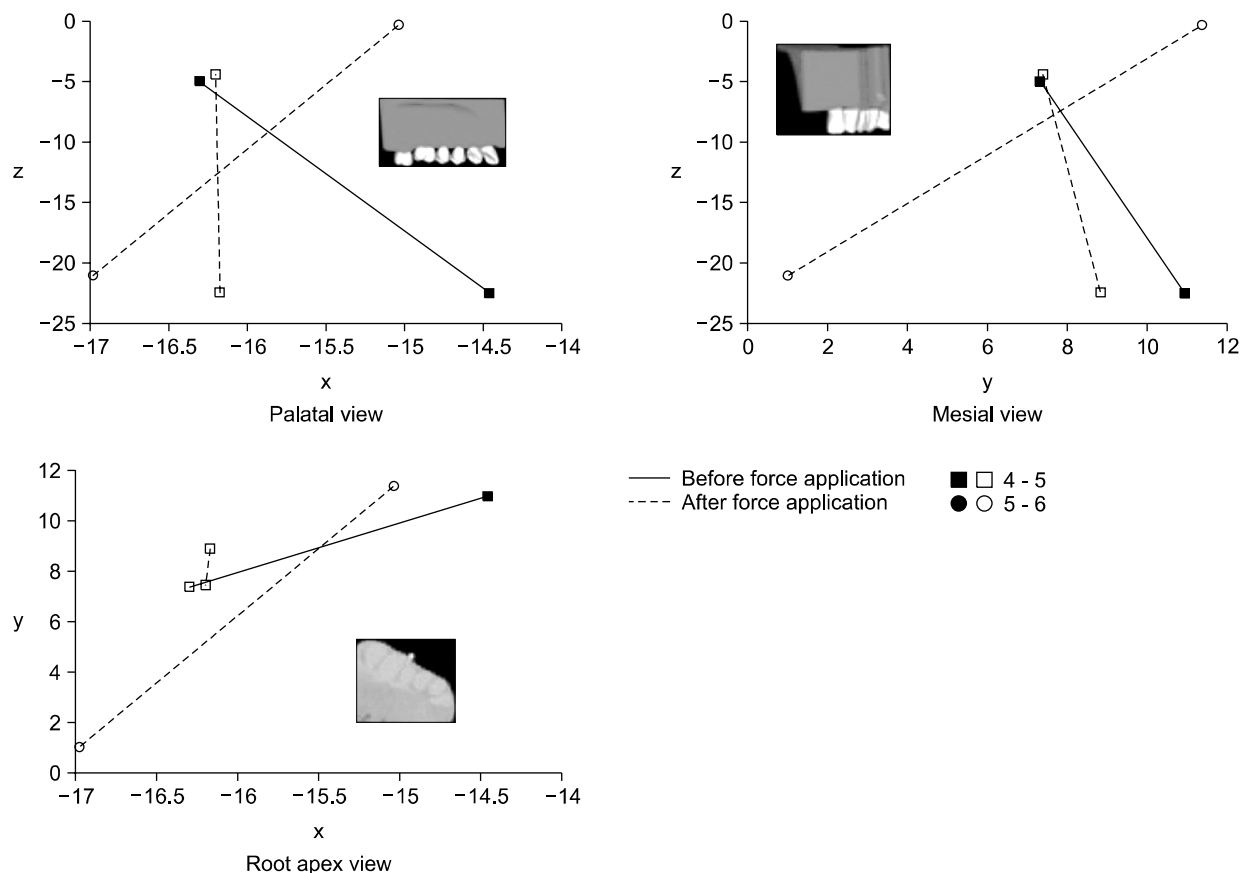 0
−5
−10
z
−15
−20
−25
−17 −16.5 −16 −15.5 −15 −14.5 −14
x
Palatal view
0
−5
−10
z
−15
−20
−25
0 2 4 6 8 10 12
y
Mesial view
12
10
8
y
6
4
2
0
−17 −16.5 −16 −15.5 −15 −14.5 −14
x
Root apex view
Before force application
After force application
4 - 5
5 - 6